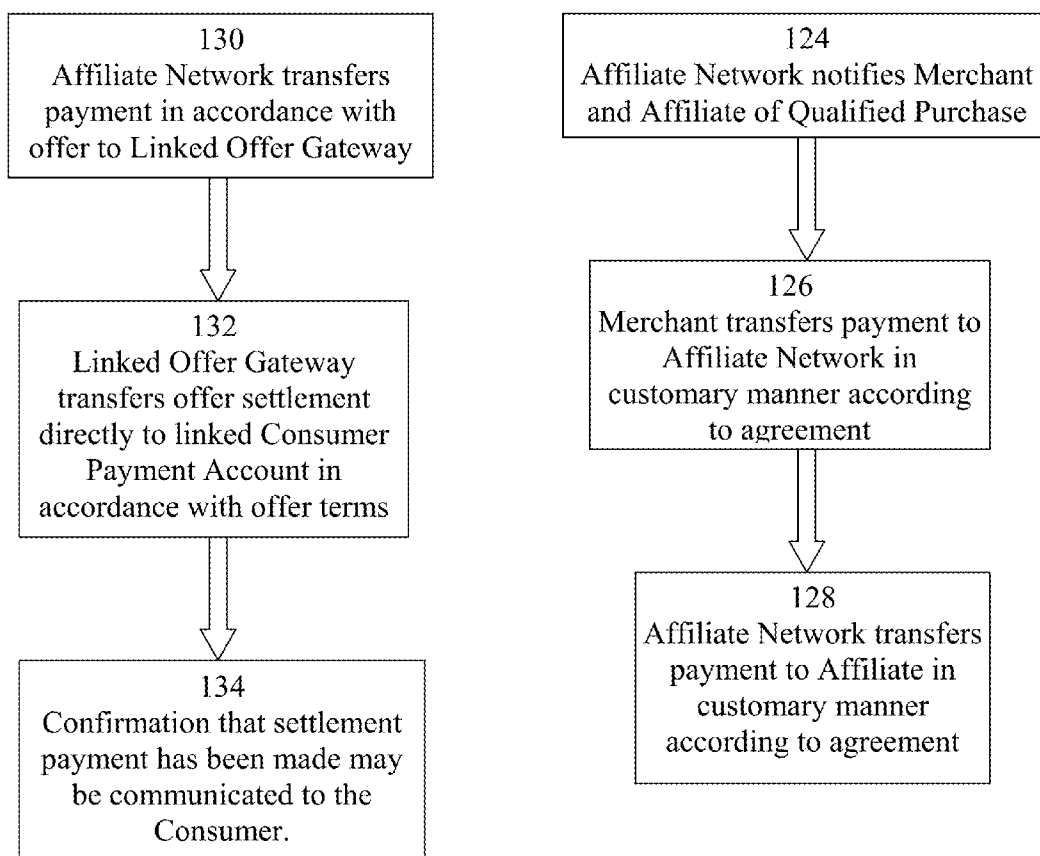 130
Affiliate Network transfers
payment in accordance with
offer to Linked Offer Gateway
132
Linked Offer Gateway
transfers offer settlement
directly to linked Consumer
Payment Account in
accordance with offer terms
134
Confirmation that settlement
payment has been made may
be communicated to the
Consumer.
124
Affiliate Network notifies Merchant
and Affiliate of Qualified Purchase
126
Merchant transfers payment to
Affiliate Network in
customary manner according
to agreement
128
Affiliate Network transfers
payment to Affiliate in
customary manner
according to agreement